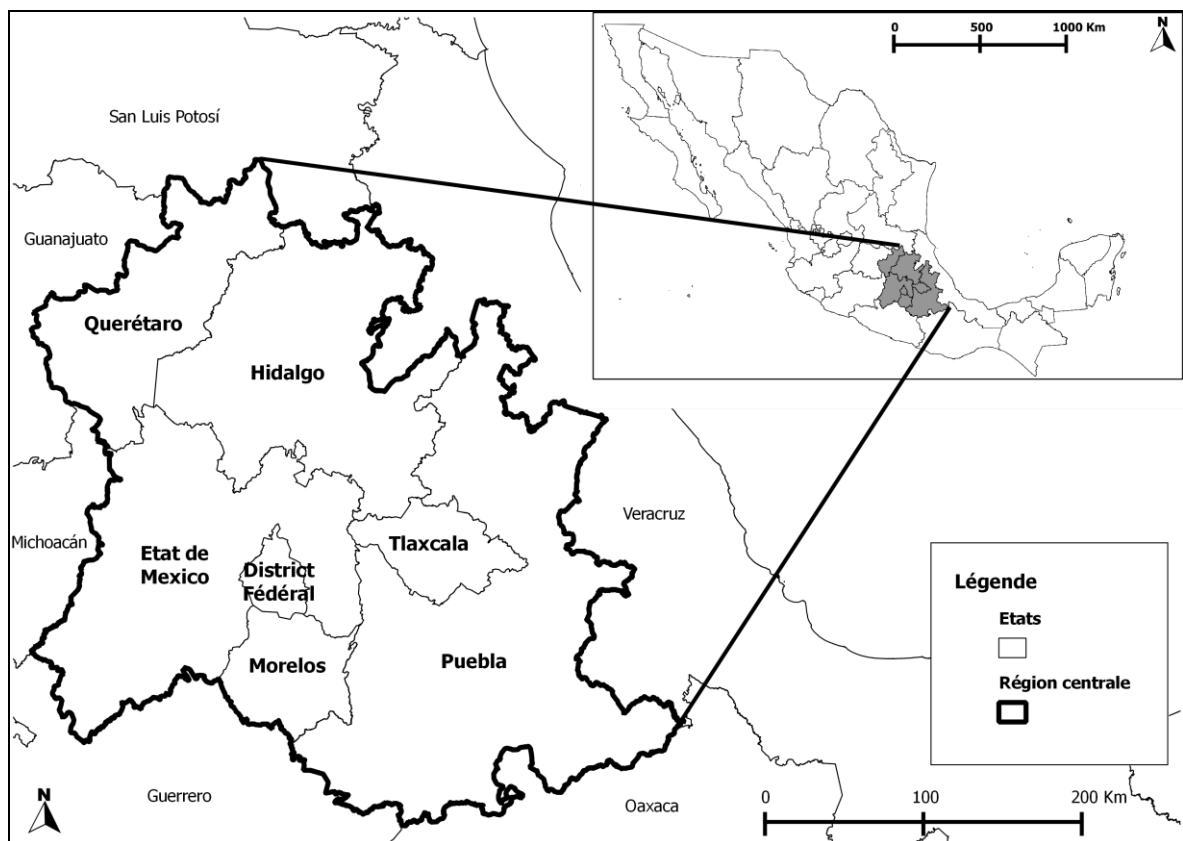 0 500 1000 Km
N
San Luis Potosí
Guanajuato
Querétaro
Hidalgo
Michoacán
Etat de
Mexico
District
Fédéral
Tlaxcala
Veracruz
Morelos
Puebla
Guerrero
Oaxaca
Légende
Etats
Région centrale
N
0 100 200 Km